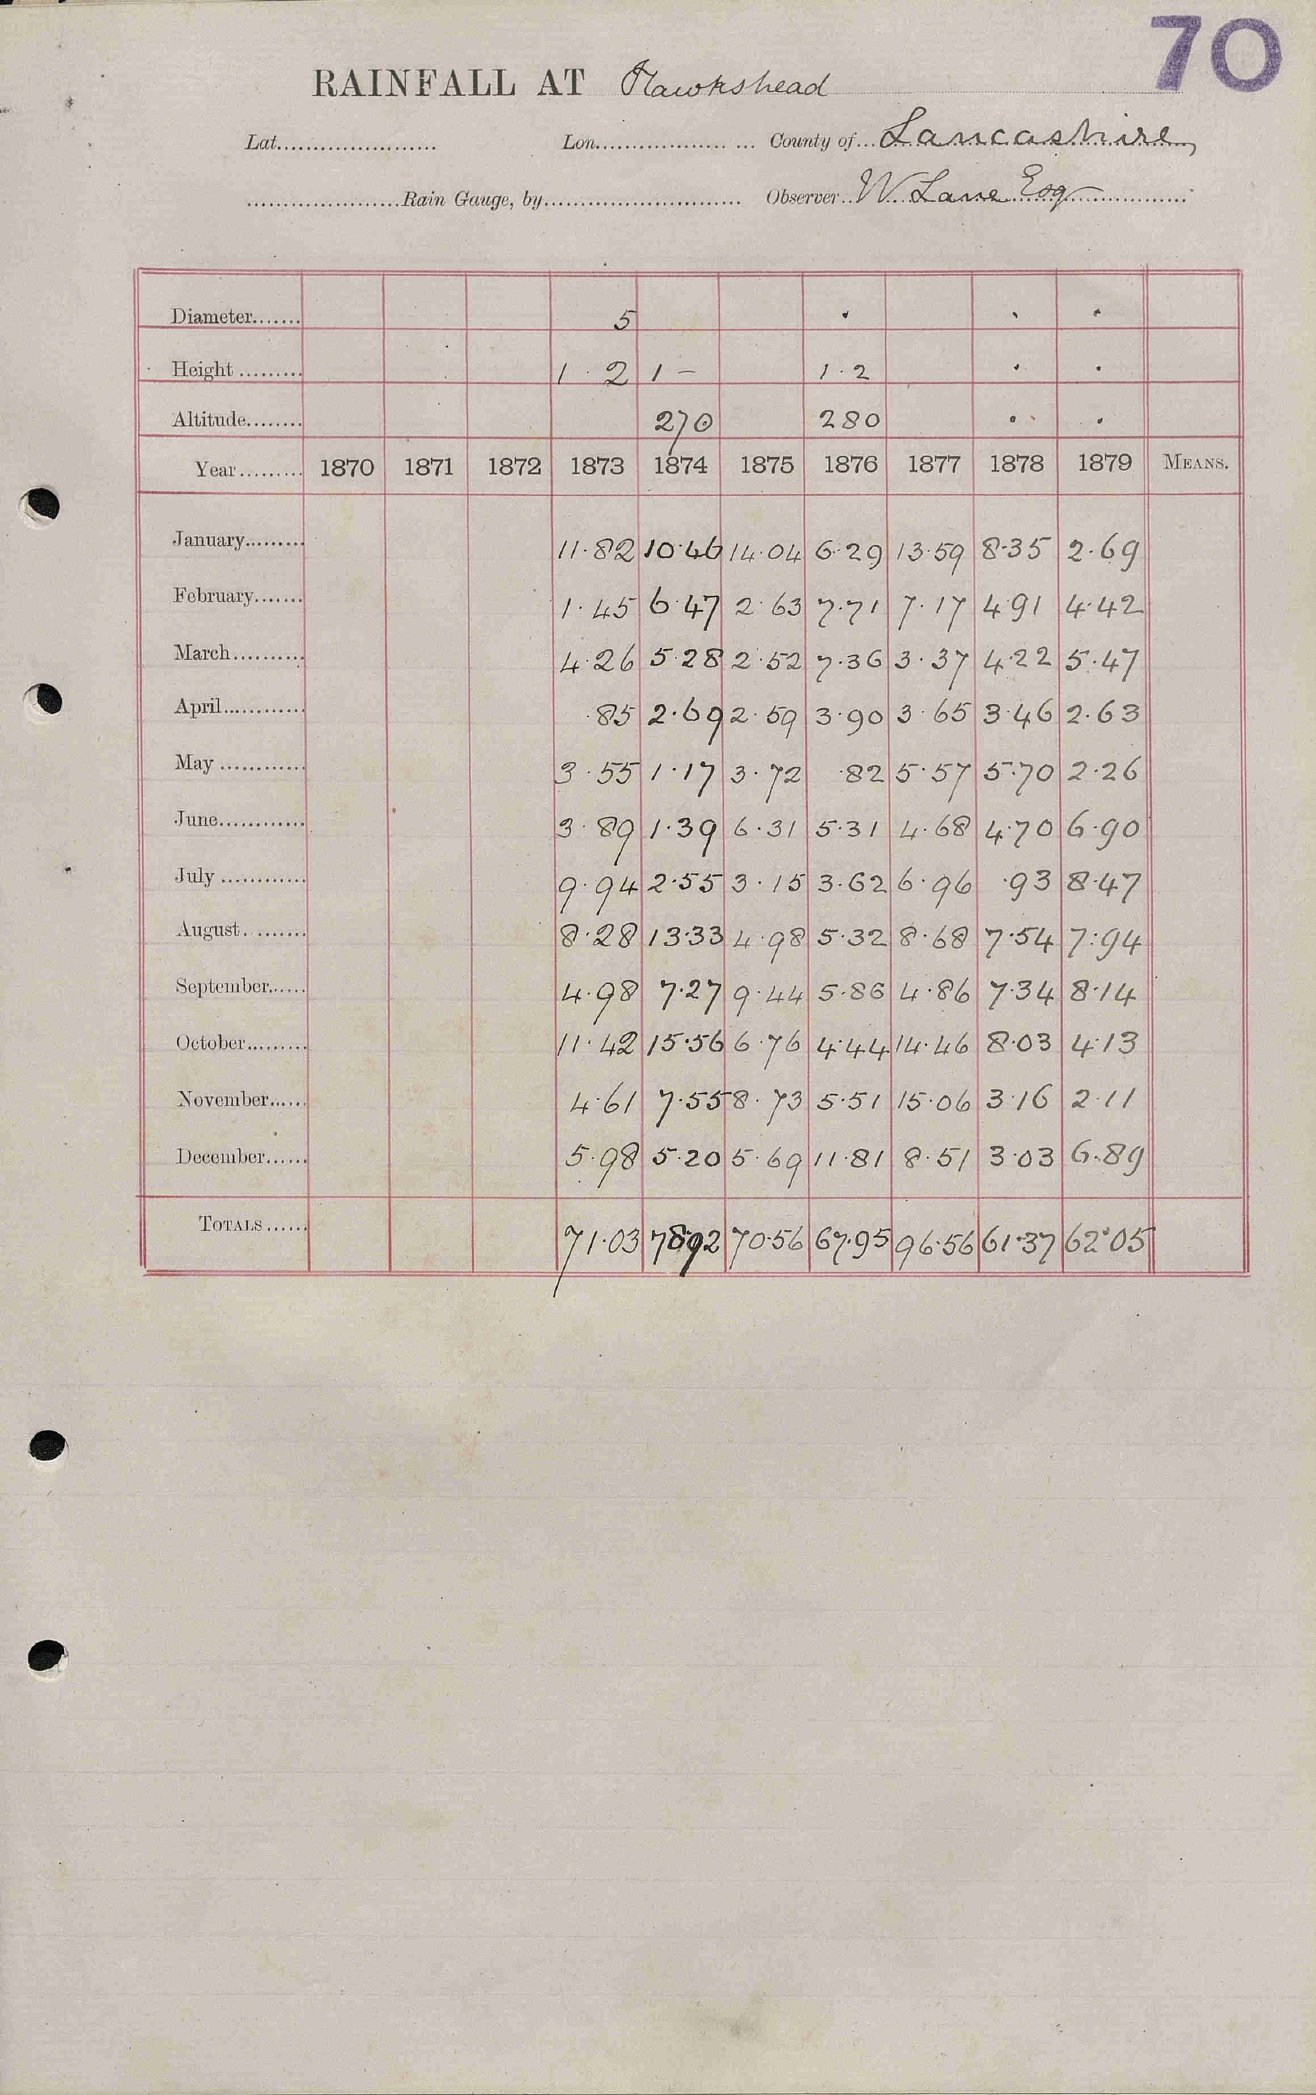 70
RAINFALL AT Hawkshead
Lat...................... Lon..................... County of... Lancashire
.....................Rain Gauge, by........................... Observer.. W Lane Esq
Diameter....... 5
Height ......... 1 · 2 1 – 1 · 2
Altitude........ 270 280
Year......... 1870 1871 1872 1873 1874 1875 1876 1877 1878 1879 MEANS.
January......... 11·82 10·46 14·04 6·29 13·59 8·35 2·69
February....... 1·45 6·47 2·63 7·71 7·17 4·91 4·42
March.......... 4·26 5·28 2·52 7·36 3·37 4·22 5·47
April............ ·85 2·69 2·59 3·90 3·65 3·46 2·63
May ............ 3·55 1·17 3·72 ·82 5·57 5·70 2·26
June............ 3·89 1·39 6·31 5·31 4·68 4·70 6·90
July ............ 9·94 2·55 3·15 3·62 6·96 ·93 8·47
August......... 8·28 13·33 4·98 5·32 8·68 7·54 7·94
September...... 4·98 7·27 9·44 5·86 4·86 7·34 8·14
October......... 11·42 15·56 6·76 4·44 14·46 8·03 4·13
November...... 4·61 7·55 8·73 5·51 15·06 3·16 2·11
December...... 5·98 5·20 5·69 11·81 8·51 3·03 6·89
TOTALS...... 71·03 78·92 70·56 67·95 96·56 61·37 62·05